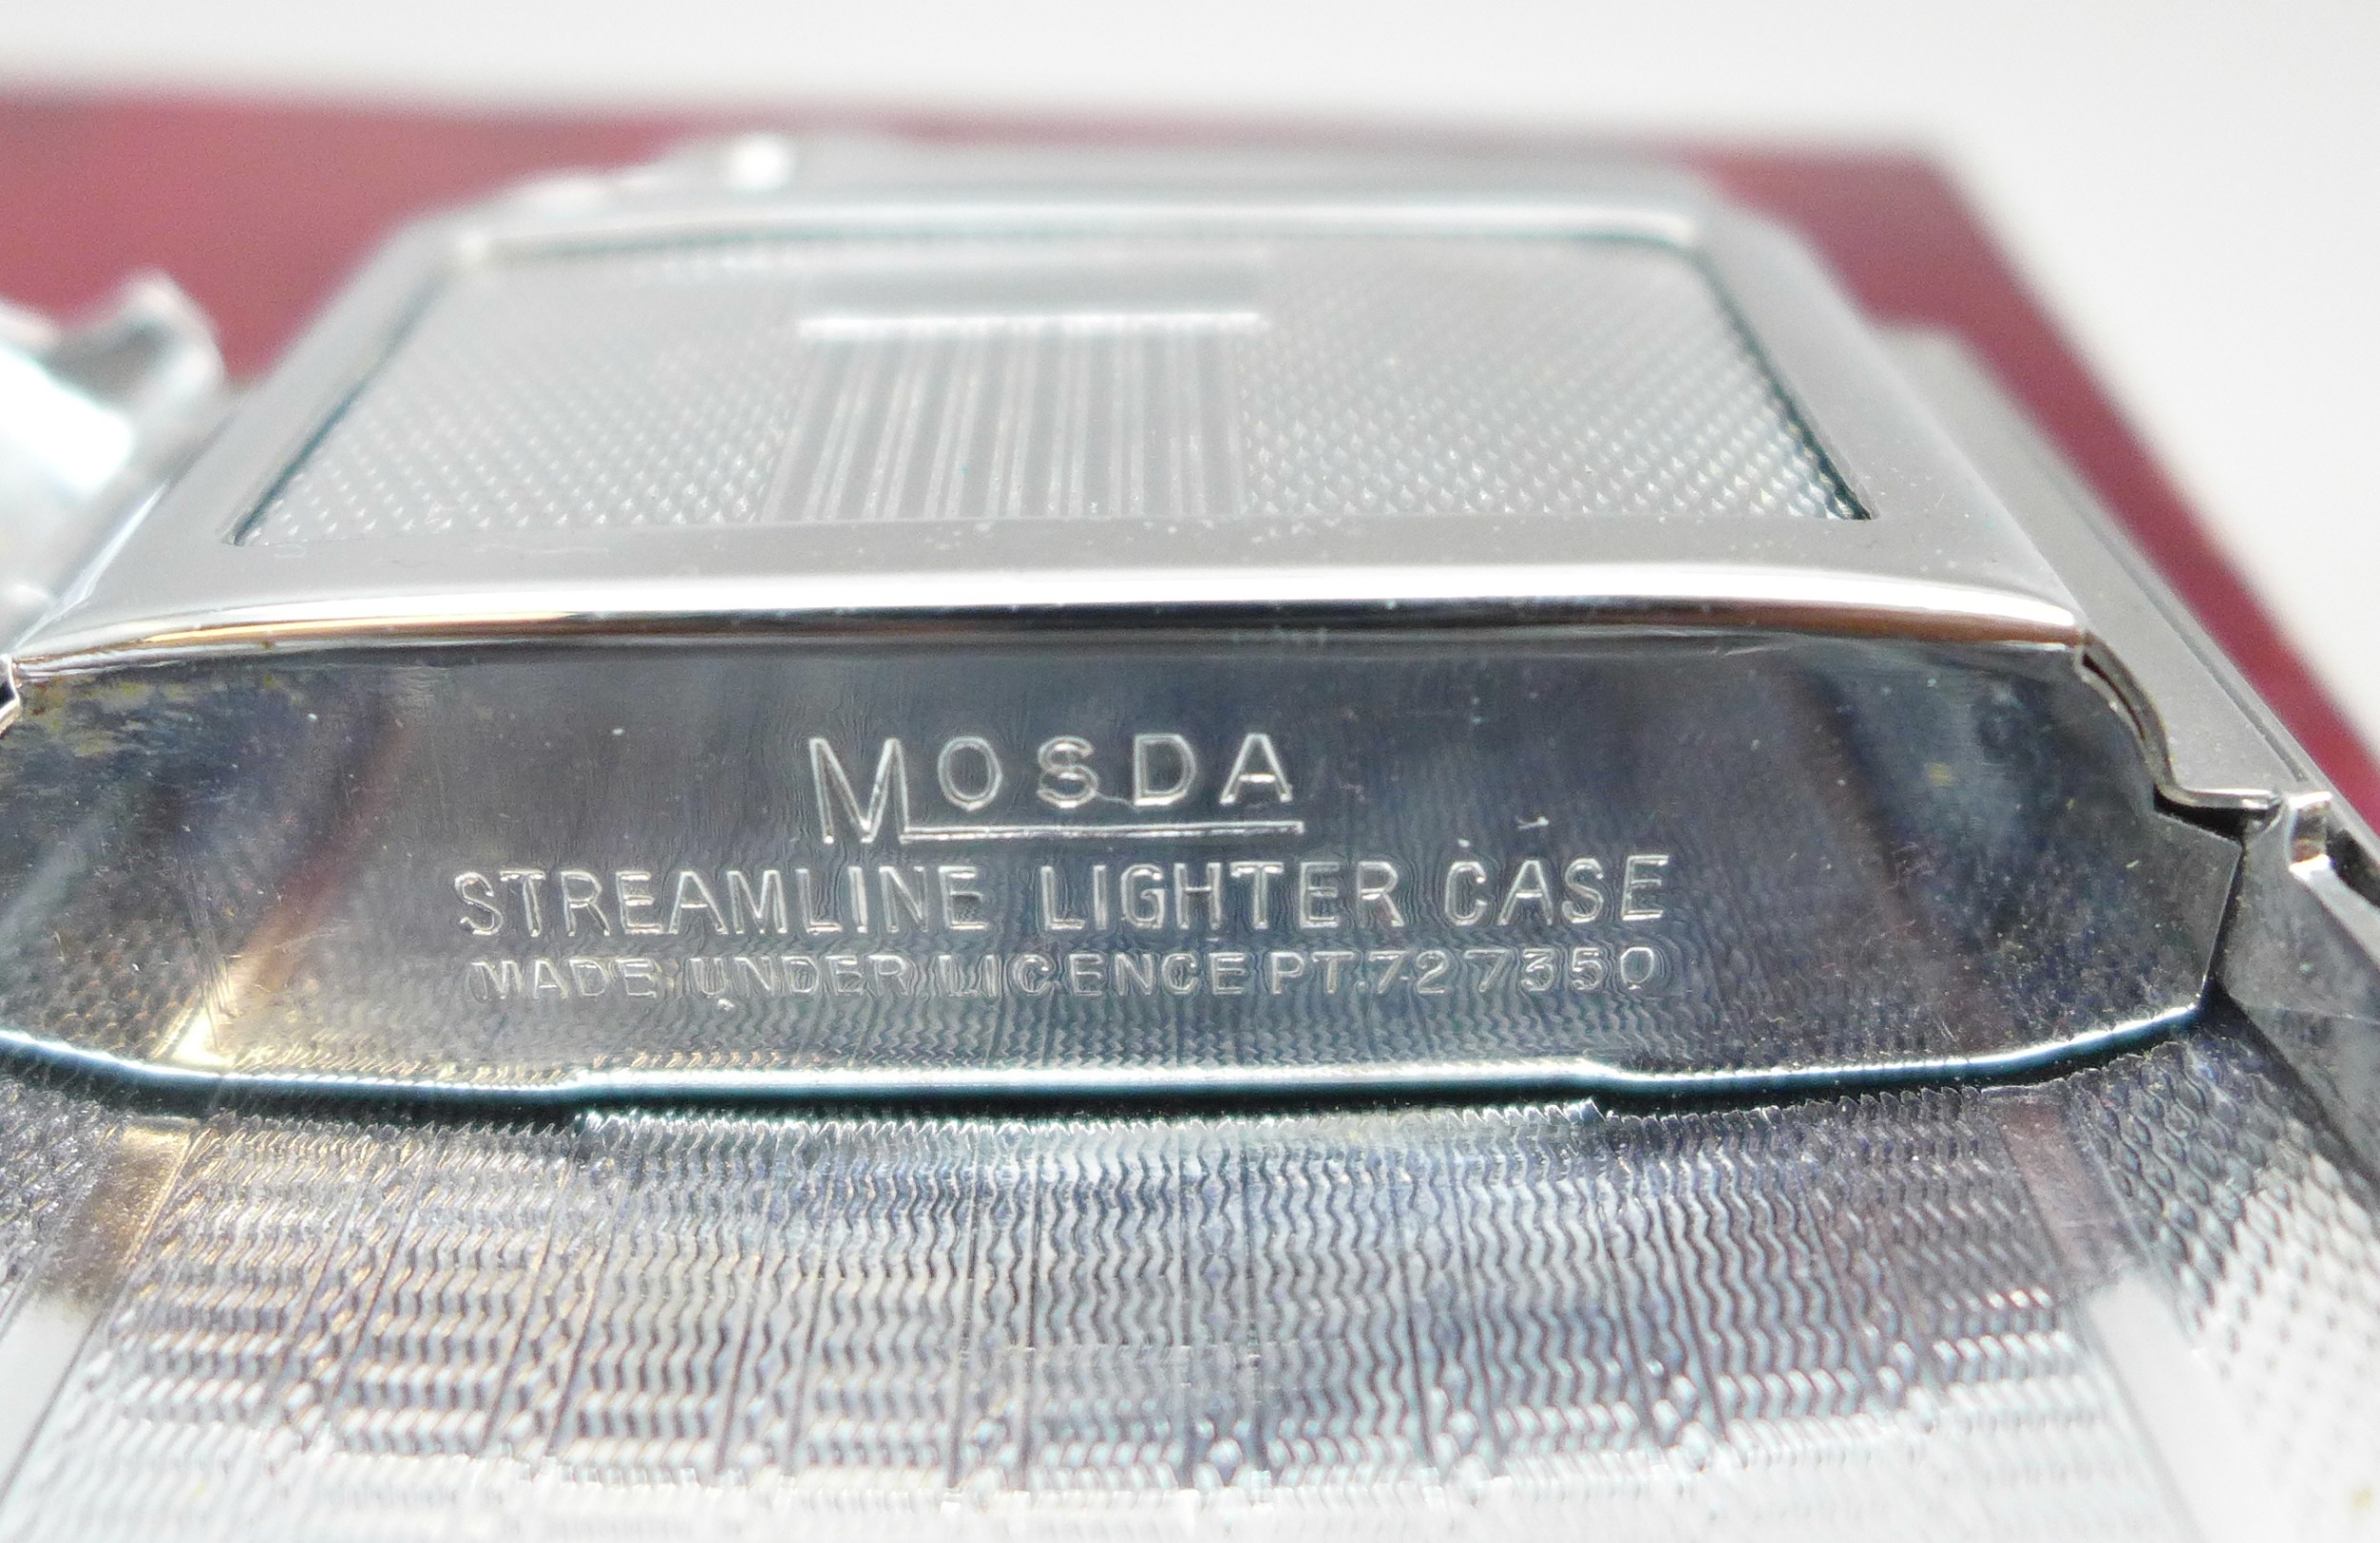 MOSDA
STREAMLINE LIGHTER CASE
MADE UNDER LICENCE PT.727350